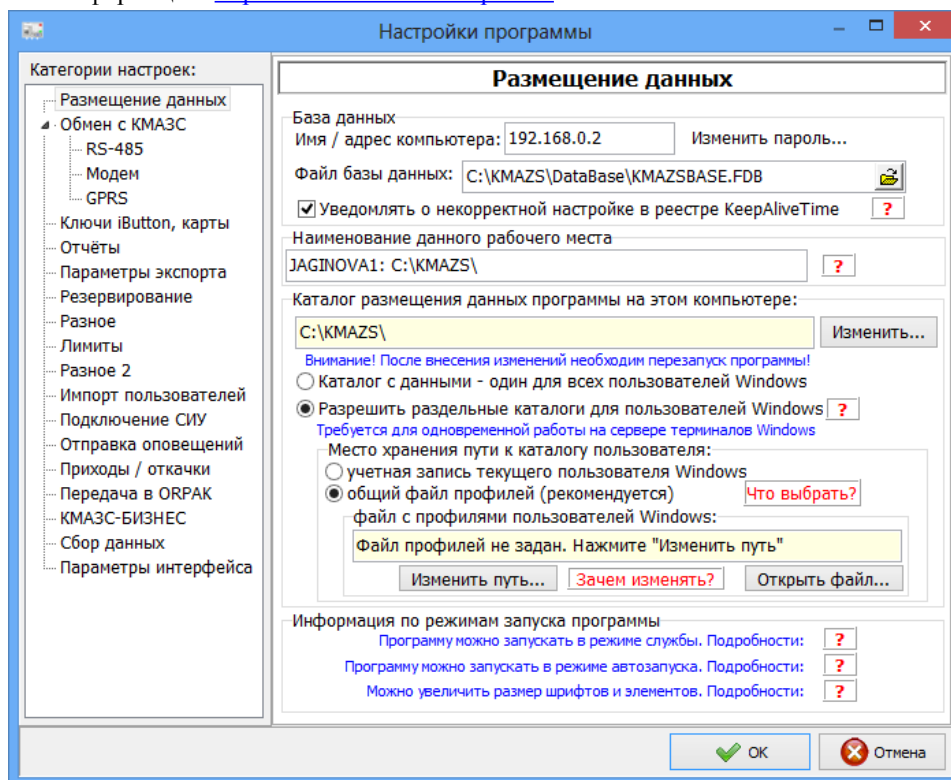 Настройки программы
Категории настроек:
Размещение данных
Обмен с КМАЗС
RS-485
Модем
GPRS
Ключи iButton, карты
Отчёты
Параметры экспорта
Резервирование
Разное
Лимиты
Разное 2
Импорт пользователей
Подключение СИУ
Отправка оповещений
Приходы / откачки
Передача в ORPAK
КМАЗС-БИЗНЕС
Сбор данных
Параметры интерфейса
Размещение данных
База данных
Имя / адрес компьютера: 192.168.0.2 Изменить пароль...
Файл базы данных: C:\KMAZS\DataBase\KMAZSBASE.FDB
Уведомлять о некорректной настройке в реестре KeepAliveTime ?
Наименование данного рабочего места
JAGINOVA1: C:\KMAZS\ ?
Каталог размещения данных программы на этом компьютере:
C:\KMAZS\ Изменить...
Внимание! После внесения изменений необходим перезапуск программы!
Каталог с данными - один для всех пользователей Windows
Разрешить раздельные каталоги для пользователей Windows ?
Требуется для одновременной работы на сервере терминалов Windows
Место хранения пути к каталогу пользователя:
учетная запись текущего пользователя Windows
общий файл профилей (рекомендуется) Что выбрать?
файл с профилями пользователей Windows:
Файл профилей не задан. Нажмите "Изменить путь"
Изменить путь... Зачем изменять? Открыть файл...
Информация по режимам запуска программы
Программу можно запускать в режиме службы. Подробности: ?
Программу можно запускать в режиме автозапуска. Подробности: ?
Можно увеличить размер шрифтов и элементов. Подробности: ?
OK Отмена